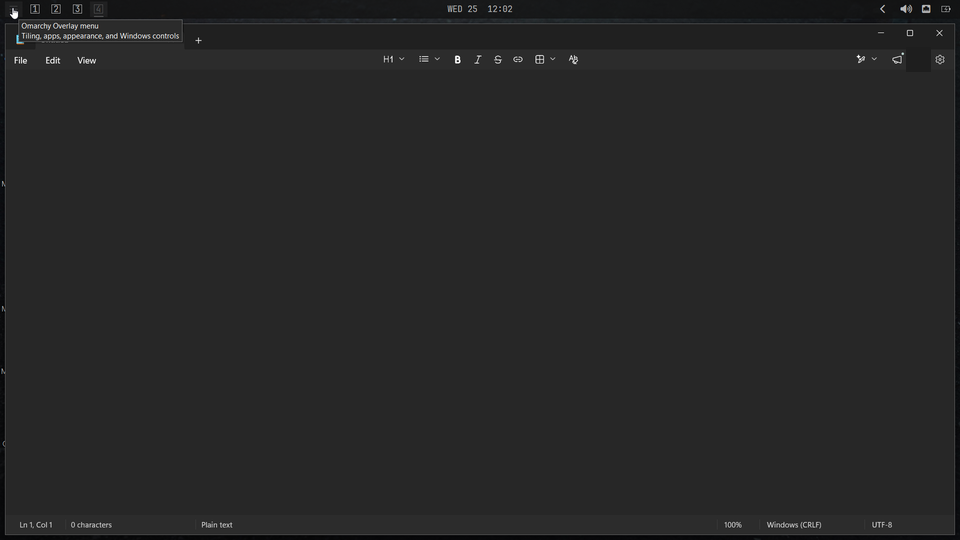 1 2 3 4
WED 25 12:02
Omarchy Overlay menu
Tiling, apps, appearance, and Windows controls
File Edit View
H1
B I S
Ln 1, Col 1 0 characters Plain text 100% Windows (CRLF) UTF-8